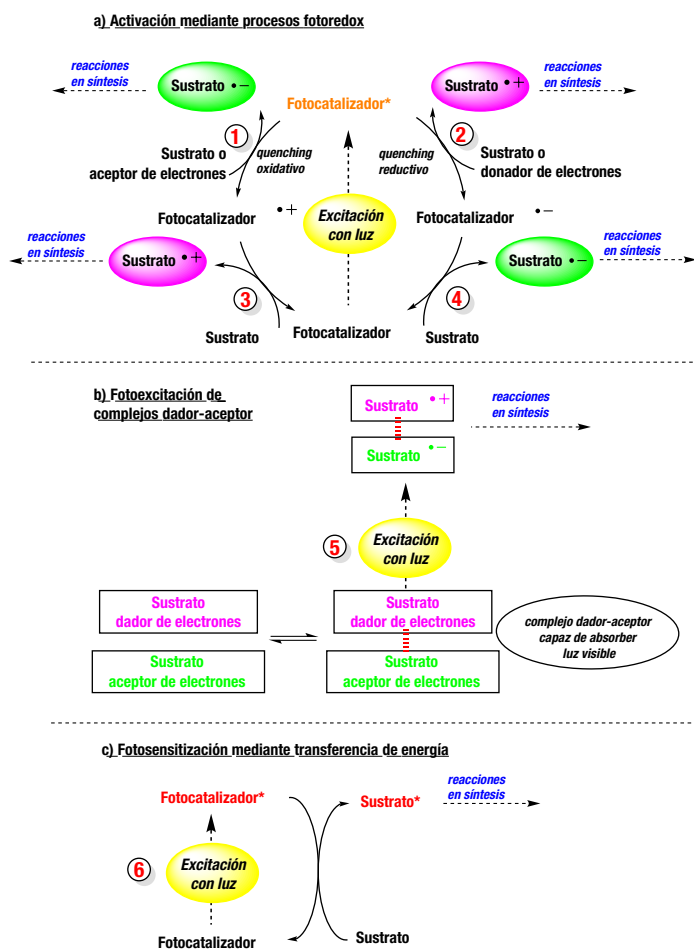 a) Activación mediante procesos fotoredox
reacciones
en síntesis
Sustrato •−
Fotocatalizador*
Sustrato •+
reacciones
en síntesis
1
2
Sustrato o
aceptor de electrones
quenching
oxidativo
quenching
reductivo
Sustrato o
donador de electrones
Fotocatalizador •+
Excitación
con luz
Fotocatalizador •−
reacciones
en síntesis
Sustrato •+
Sustrato •−
reacciones
en síntesis
3
4
Sustrato
Fotocatalizador
Sustrato
b) Fotoexcitación de
complejos dador-aceptor
Sustrato •+
Sustrato •−
reacciones
en síntesis
5
Excitación
con luz
Sustrato
dador de electrones
Sustrato
aceptor de electrones
Sustrato
dador de electrones
Sustrato
aceptor de electrones
complejo dador-aceptor
capaz de absorber
luz visible
c) Fotosensitización mediante transferencia de energía
Fotocatalizador*
Sustrato*
reacciones
en síntesis
6
Excitación
con luz
Fotocatalizador
Sustrato